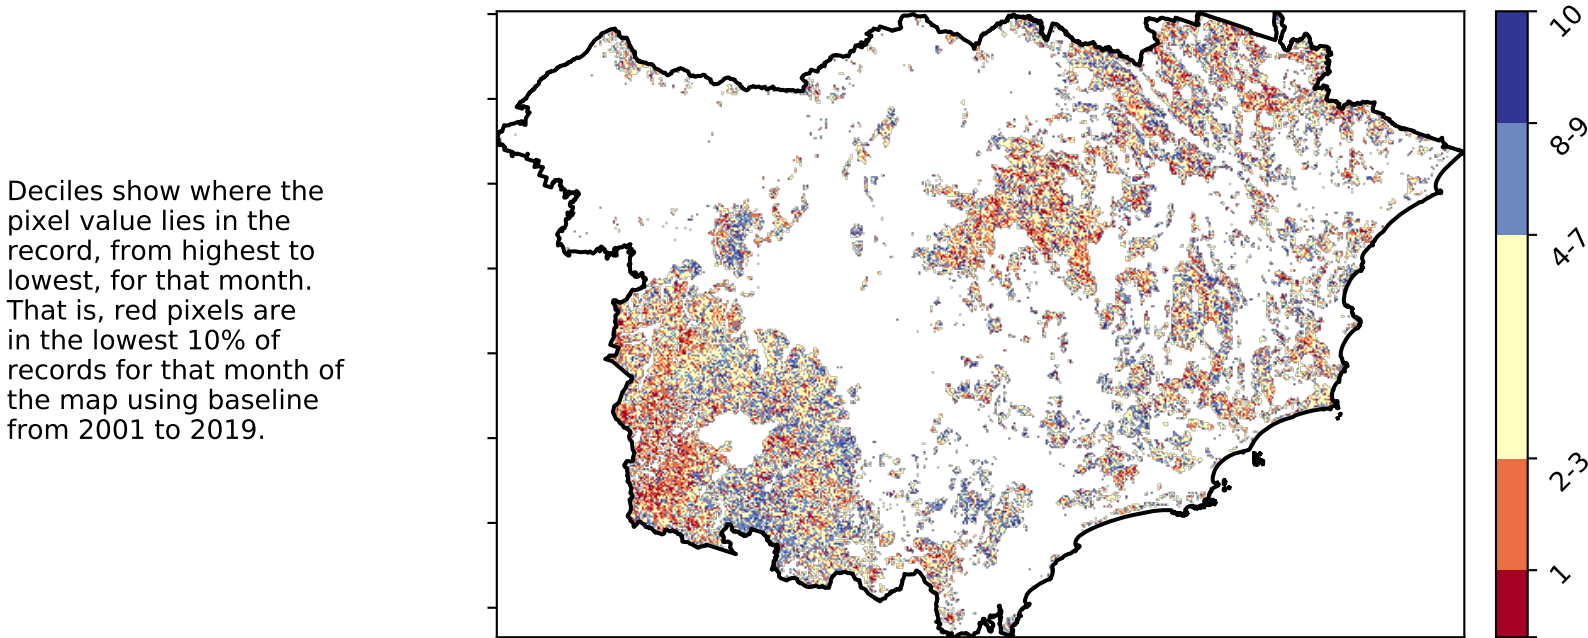 Deciles show where the
pixel value lies in the
record, from highest to
lowest, for that month.
That is, red pixels are
in the lowest 10% of
records for that month of
the map using baseline
from 2001 to 2019.
10
8-9
4-7
2-3
1